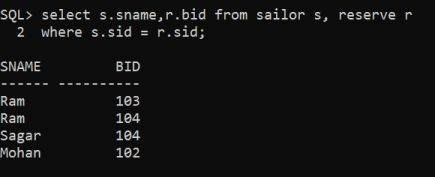 SQL> select s.sname,r.bid from sailor s, reserve r
  2  where s.sid = r.sid;
SNAME         BID
------ ----------
Ram           103
Ram           104
Sagar         104
Mohan         102